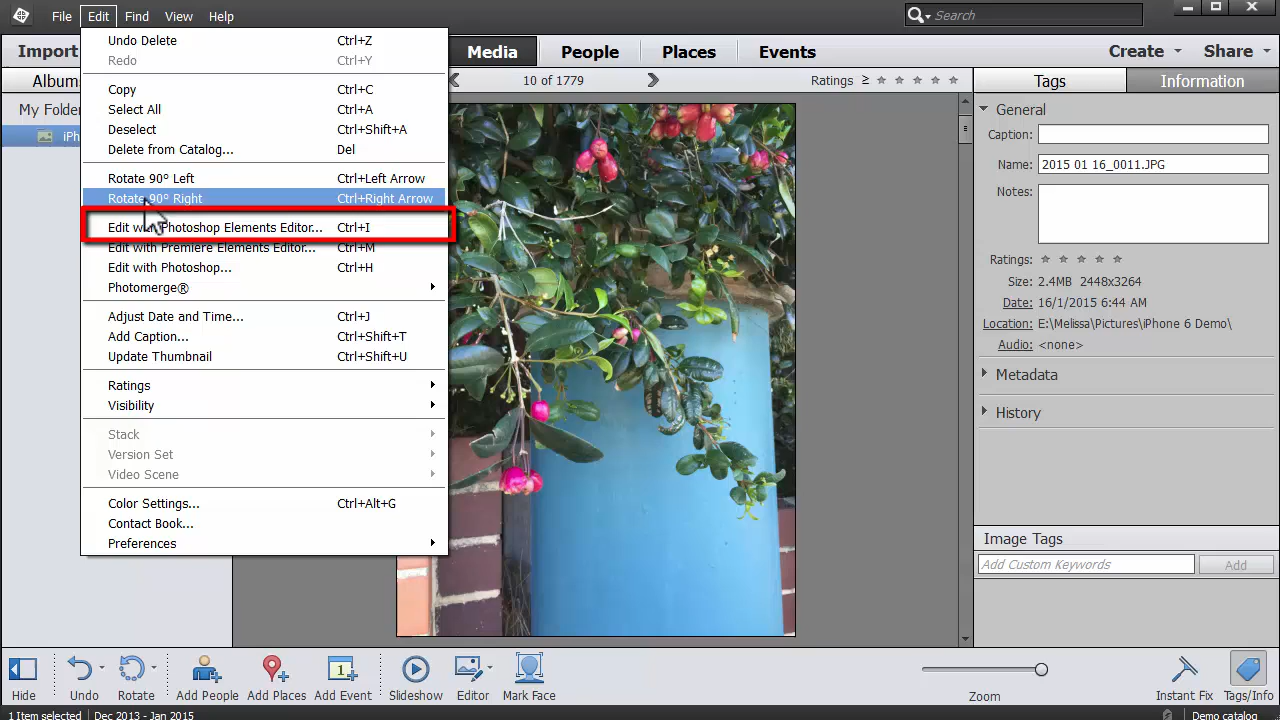 File Edit Find View Help
Search
Import
Media People Places Events
Create Share
Album
10 of 1779
Ratings ≥
Tags Information
My Folde
iPh
Undo Delete Ctrl+Z
Redo Ctrl+Y
Copy Ctrl+C
Select All Ctrl+A
Deselect Ctrl+Shift+A
Delete from Catalog... Del
Rotate 90º Left Ctrl+Left Arrow
Rotate 90º Right Ctrl+Right Arrow
Edit with Photoshop Elements Editor... Ctrl+I
Edit with Premiere Elements Editor... Ctrl+M
Edit with Photoshop... Ctrl+H
Photomerge®
Adjust Date and Time... Ctrl+J
Add Caption... Ctrl+Shift+T
Update Thumbnail Ctrl+Shift+U
Ratings
Visibility
Stack
Version Set
Video Scene
Color Settings... Ctrl+Alt+G
Contact Book...
Preferences
General
Caption:
Name: 2015 01 16_0011.JPG
Notes:
Ratings:
Size: 2.4MB 2448x3264
Date: 16/1/2015 6:44 AM
Location: E:\Melissa\Pictures\iPhone 6 Demo\
Audio: <none>
Metadata
History
Image Tags
Add Custom Keywords Add
1
Hide Undo Rotate Add People Add Places Add Event Slideshow Editor Mark Face Zoom Instant Fix Tags/Info
1 Item selected Dec 2013 - Jan 2015 Demo catalog